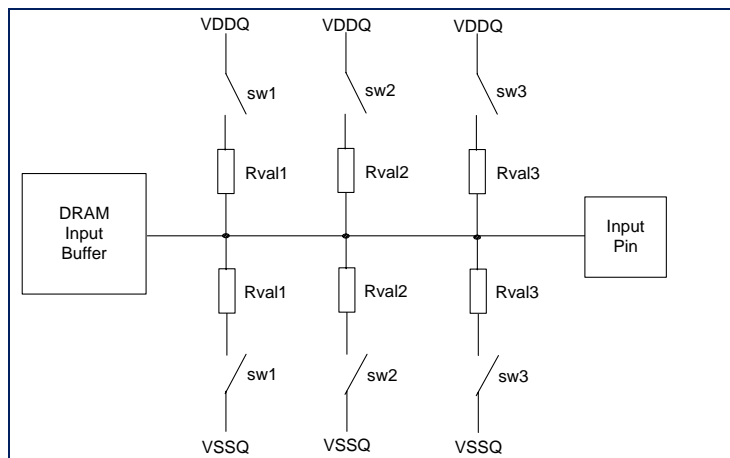 VDDQ VDDQ VDDQ
sw1 sw2 sw3
Rval1 Rval2 Rval3
DRAM
Input
Buffer
Input
Pin
Rval1 Rval2 Rval3
sw1 sw2 sw3
VSSQ VSSQ VSSQ